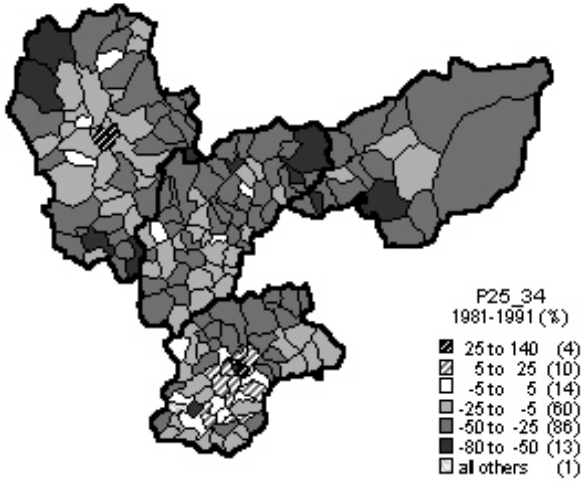 P25_34
1981-1991 (%)
25 to 140 (4)
5 to 25 (10)
-5 to 5 (14)
-25 to -5 (60)
-50 to -25 (86)
-80 to -50 (13)
all others (1)